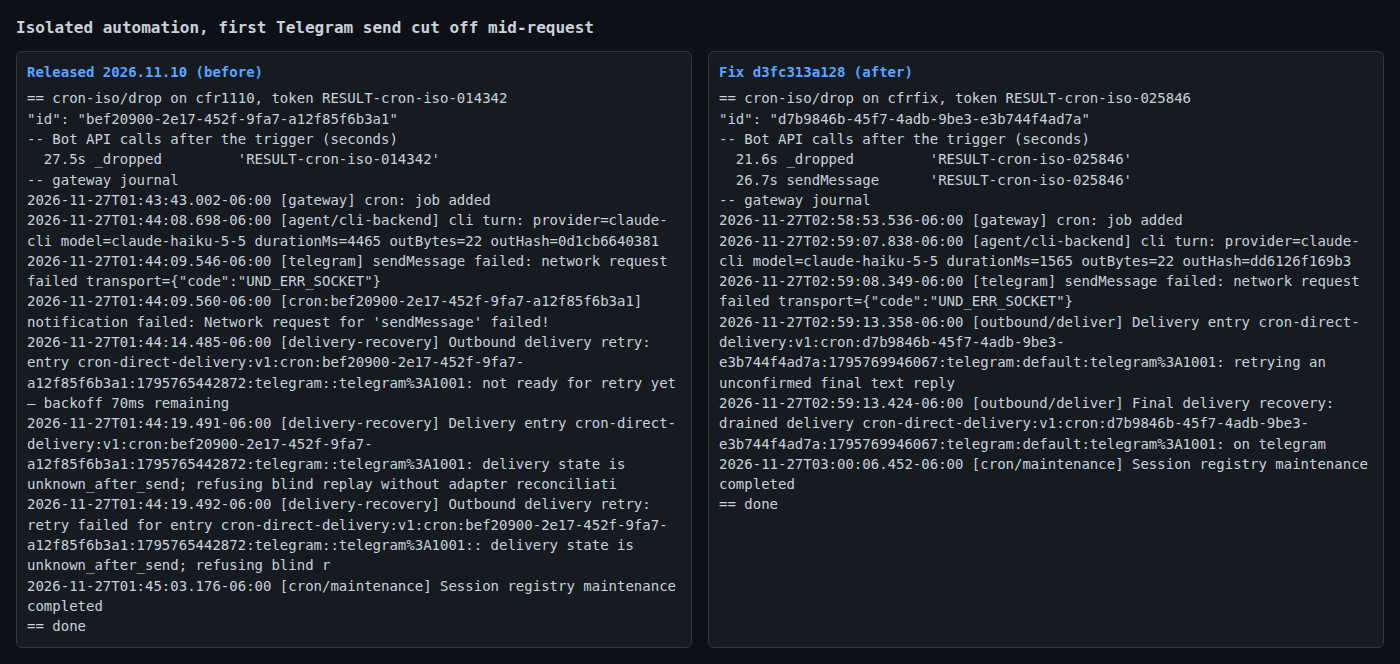 Isolated automation, first Telegram send cut off mid-request
Released 2026.11.10 (before)
== cron-iso/drop on cfr1110, token RESULT-cron-iso-014342
"id": "bef20900-2e17-452f-9fa7-a12f85f6b3a1"
-- Bot API calls after the trigger (seconds)
  27.5s _dropped         'RESULT-cron-iso-014342'
-- gateway journal
2026-11-27T01:43:43.002-06:00 [gateway] cron: job added
2026-11-27T01:44:08.698-06:00 [agent/cli-backend] cli turn: provider=claude-
cli model=claude-haiku-5-5 durationMs=4465 outBytes=22 outHash=0d1cb6640381
2026-11-27T01:44:09.546-06:00 [telegram] sendMessage failed: network request
failed transport={"code":"UND_ERR_SOCKET"}
2026-11-27T01:44:09.560-06:00 [cron:bef20900-2e17-452f-9fa7-a12f85f6b3a1]
notification failed: Network request for 'sendMessage' failed!
2026-11-27T01:44:14.485-06:00 [delivery-recovery] Outbound delivery retry:
entry cron-direct-delivery:v1:cron:bef20900-2e17-452f-9fa7-
a12f85f6b3a1:1795765442872:telegram::telegram%3A1001: not ready for retry yet
— backoff 70ms remaining
2026-11-27T01:44:19.491-06:00 [delivery-recovery] Delivery entry cron-direct-
delivery:v1:cron:bef20900-2e17-452f-9fa7-
a12f85f6b3a1:1795765442872:telegram::telegram%3A1001: delivery state is
unknown_after_send; refusing blind replay without adapter reconciliati
2026-11-27T01:44:19.492-06:00 [delivery-recovery] Outbound delivery retry:
retry failed for entry cron-direct-delivery:v1:cron:bef20900-2e17-452f-9fa7-
a12f85f6b3a1:1795765442872:telegram::telegram%3A1001:: delivery state is
unknown_after_send; refusing blind r
2026-11-27T01:45:03.176-06:00 [cron/maintenance] Session registry maintenance
completed
== done
Fix d3fc313a128 (after)
== cron-iso/drop on cfrfix, token RESULT-cron-iso-025846
"id": "d7b9846b-45f7-4adb-9be3-e3b744f4ad7a"
-- Bot API calls after the trigger (seconds)
  21.6s _dropped         'RESULT-cron-iso-025846'
  26.7s sendMessage      'RESULT-cron-iso-025846'
-- gateway journal
2026-11-27T02:58:53.536-06:00 [gateway] cron: job added
2026-11-27T02:59:07.838-06:00 [agent/cli-backend] cli turn: provider=claude-
cli model=claude-haiku-5-5 durationMs=1565 outBytes=22 outHash=dd6126f169b3
2026-11-27T02:59:08.349-06:00 [telegram] sendMessage failed: network request
failed transport={"code":"UND_ERR_SOCKET"}
2026-11-27T02:59:13.358-06:00 [outbound/deliver] Delivery entry cron-direct-
delivery:v1:cron:d7b9846b-45f7-4adb-9be3-
e3b744f4ad7a:1795769946067:telegram:default:telegram%3A1001: retrying an
unconfirmed final text reply
2026-11-27T02:59:13.424-06:00 [outbound/deliver] Final delivery recovery:
drained delivery cron-direct-delivery:v1:cron:d7b9846b-45f7-4adb-9be3-
e3b744f4ad7a:1795769946067:telegram:default:telegram%3A1001: on telegram
2026-11-27T03:00:06.452-06:00 [cron/maintenance] Session registry maintenance
completed
== done